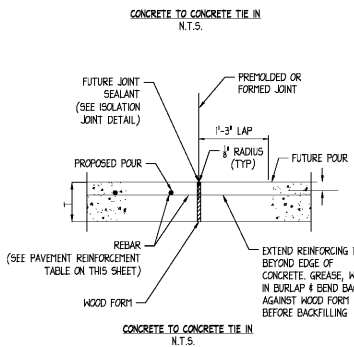 CONCRETE TO CONCRETE TIE IN
N.T.S.
FUTURE JOINT
SEALANT
(SEE ISOLATION
JOINT DETAIL)
PREMOLDED OR
FORMED JOINT
1'-3" LAP
1/8" RADIUS
(TYP)
PROPOSED POUR
FUTURE POUR
T
REBAR
(SEE PAVEMENT REINFORCEMENT
TABLE ON THIS SHEET)
WOOD FORM
EXTEND REINFORCING
BEYOND EDGE OF
CONCRETE. GREASE,
IN BURLAP & BEND
AGAINST WOOD FORM
BEFORE BACKFILLING
CONCRETE TO CONCRETE TIE IN
N.T.S.